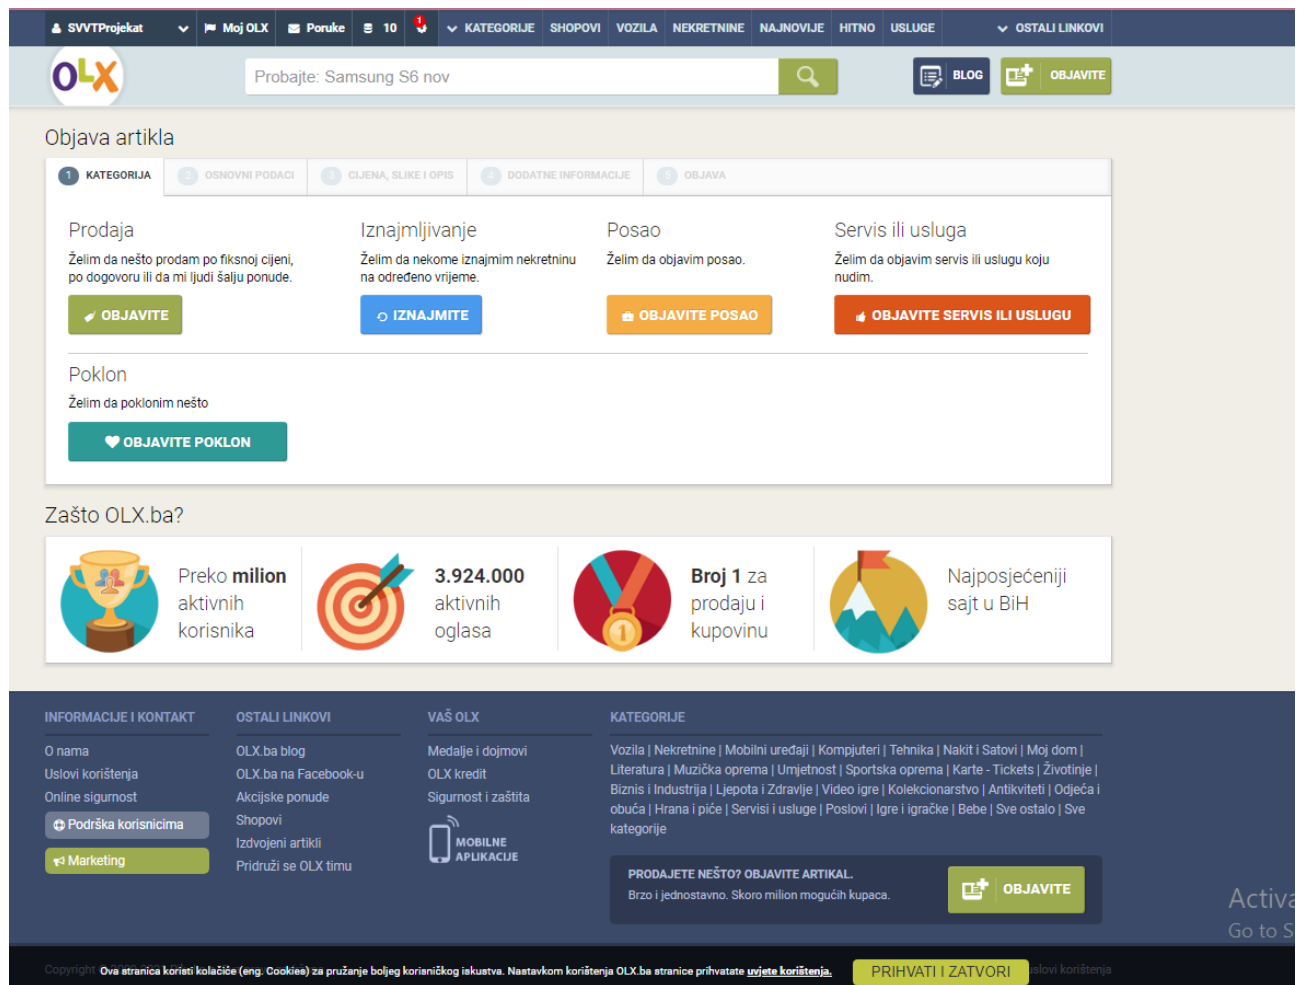 SVVTProjekat Moj OLX Poruke 10 1 KATEGORIJE SHOPOVI VOZILA NEKRETNINE NAJNOVIJE HITNO USLUGE OSTALI LINKOVI
OLX Probajte: Samsung S6 nov BLOG OBJAVITE
Objava artikla
1 KATEGORIJA 2 OSNOVNI PODACI 3 CIJENA, SLIKE I OPIS 4 DODATNE INFORMACIJE 5 OBJAVA
Prodaja
Želim da nešto prodam po fiksnoj cijeni,
po dogovoru ili da mi ljudi šalju ponude.
OBJAVITE
Iznajmljivanje
Želim da nekome iznajmim nekretninu
na određeno vrijeme.
IZNAJMITE
Posao
Želim da objavim posao.
OBJAVITE POSAO
Servis ili usluga
Želim da objavim servis ili uslugu koju
nudim.
OBJAVITE SERVIS ILI USLUGU
Poklon
Želim da poklonim nešto
OBJAVITE POKLON
Zašto OLX.ba?
Preko milion
aktivnih
korisnika
3.924.000
aktivnih
oglasa
1
Broj 1 za
prodaju i
kupovinu
Najposjećeniji
sajt u BiH
INFORMACIJE I KONTAKT
O nama
Uslovi korištenja
Online sigurnost
Podrška korisnicima
Marketing
OSTALI LINKOVI
OLX.ba blog
OLX.ba na Facebook-u
Akcijske ponude
Shopovi
Izdvojeni artikli
Pridruži se OLX timu
VAŠ OLX
Medalje i dojmovi
OLX kredit
Sigurnost i zaštita
MOBILNE
APLIKACIJE
KATEGORIJE
Vozila | Nekretnine | Mobilni uređaji | Kompjuteri | Tehnika | Nakit i Satovi | Moj dom |
Literatura | Muzička oprema | Umjetnost | Sportska oprema | Karte - Tickets | Životinje |
Biznis i Industrija | Ljepota i Zdravlje | Video igre | Kolekcionarstvo | Antikviteti | Odjeća i
obuća | Hrana i piće | Servisi i usluge | Poslovi | Igre i igračke | Bebe | Sve ostalo | Sve
kategorije
PRODAJETE NEŠTO? OBJAVITE ARTIKAL.
Brzo i jednostavno. Skoro milion mogućih kupaca.
OBJAVITE
Activa
Go to S
Copyright Ova stranica koristi kolačiće (eng. Cookies) za pružanje boljeg korisničkog iskustva. Nastavkom korištenja OLX.ba stranice prihvatate uvjete korištenja. PRIHVATI I ZATVORI uslovi korištenja